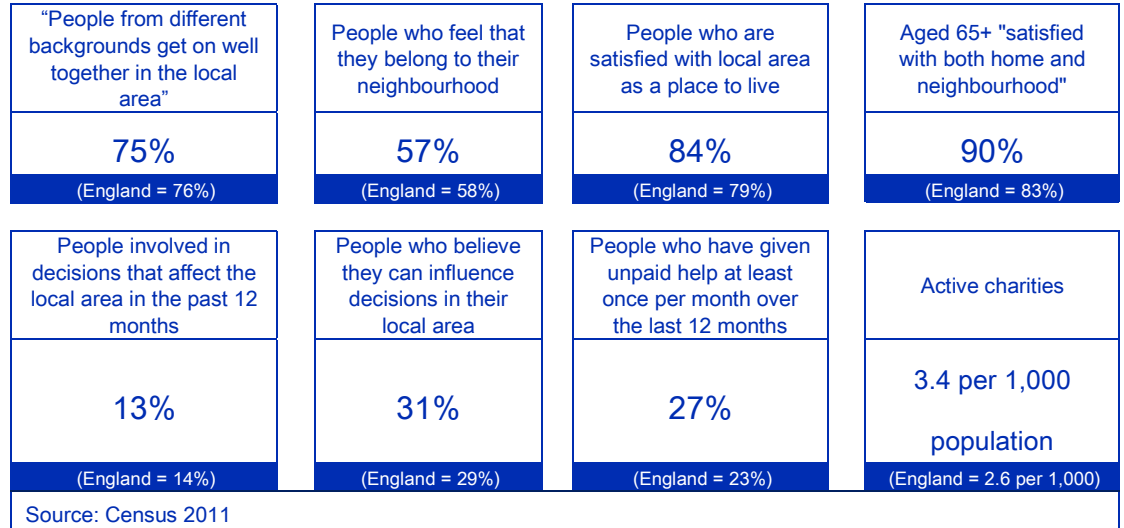 “People from different
backgrounds get on well
together in the local
area”
75%
(England = 76%)
People who feel that
they belong to their
neighbourhood
57%
(England = 58%)
People who are
satisfied with local area
as a place to live
84%
(England = 79%)
Aged 65+ "satisfied
with both home and
neighbourhood"
90%
(England = 83%)
People involved in
decisions that affect the
local area in the past 12
months
13%
(England = 14%)
People who believe
they can influence
decisions in their
local area
31%
(England = 29%)
People who have given
unpaid help at least
once per month over
the last 12 months
27%
(England = 23%)
Active charities
3.4 per 1,000
population
(England = 2.6 per 1,000)
Source: Census 2011